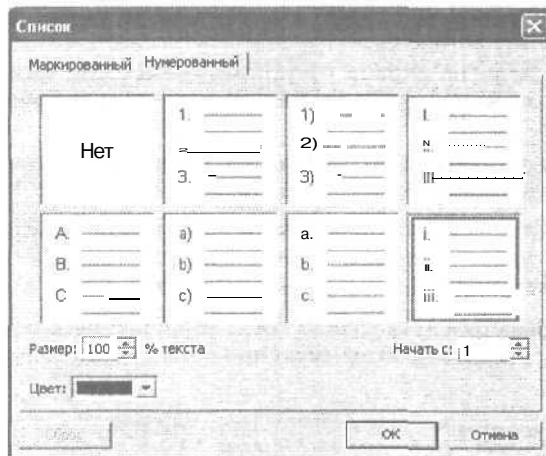 Список
Маркированный Нумерованный
Нет
1.
3.
1)
2)
3)
I.
III
A.
B.
C
a)
b)
c)
a.
b.
c.
i.
ii.
iii.
Размер: 100 % текста
Начать с: 1
Цвет:
Сброс
ОК
Отмена